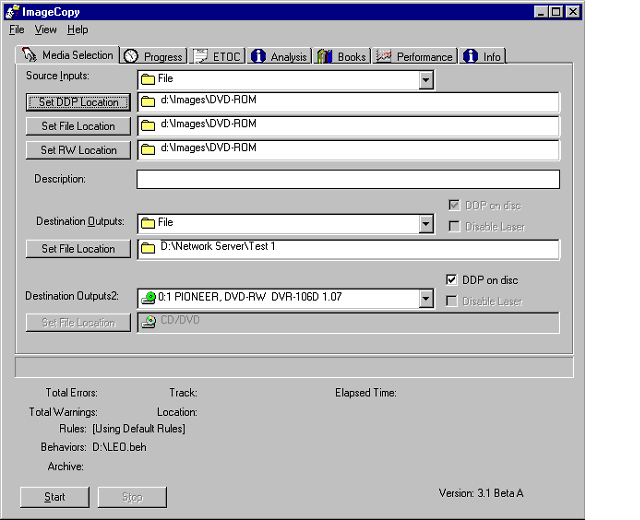 ImageCopy
File View Help
Media Selection Progress ETOC Analysis Books Performance Info
Source Inputs: File
Set DDP Location d:\Images\DVD-ROM
Set File Location d:\Images\DVD-ROM
Set RW Location d:\Images\DVD-ROM
Description:
DDP on disc
Destination Outputs: File
Disable Laser
Set File Location D:\Network Server\Test 1
DDP on disc
Destination Outputs2: 0:1 PIONEER, DVD-RW DVR-106D 1.07
Disable Laser
Set File Location CD/DVD
Total Errors: Track: Elapsed Time:
Total Warnings: Location:
Rules: [Using Default Rules]
Behaviors: D:\LEO.beh
Archive:
Start Stop Version: 3.1 Beta A